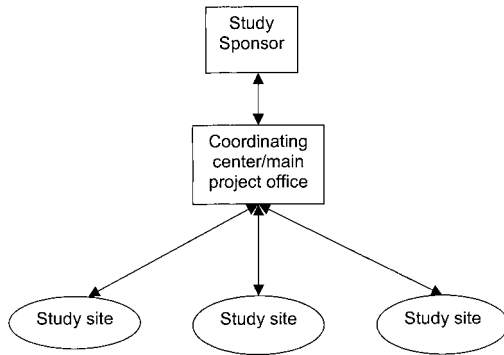 Study
Sponsor
Coordinating
center/main
project office
Study site
Study site
Study site